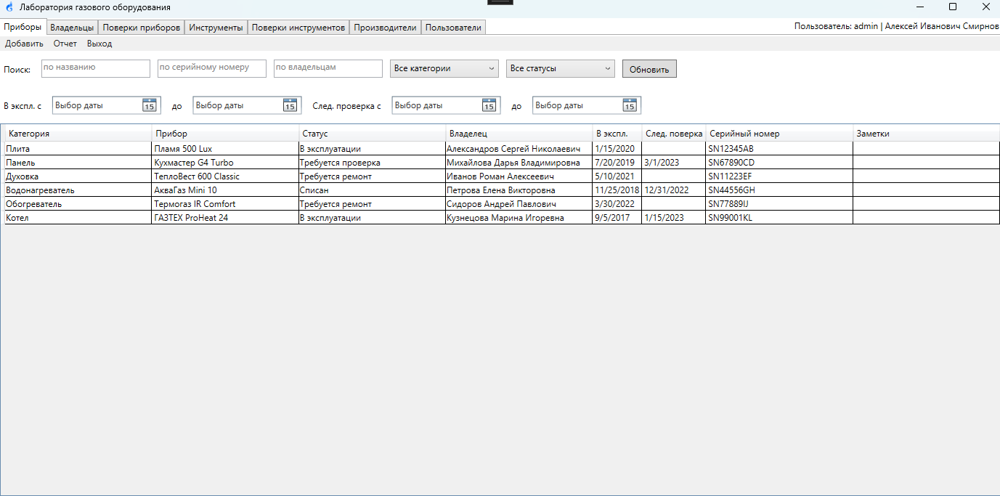 Лаборатория газового оборудования
Приборы Владельцы Поверки приборов Инструменты Поверки инструментов Производители Пользователи Пользователь: admin | Алексей Иванович Смирнов
Добавить Отчет Выход
Поиск: по названию по серийному номеру по владельцам Все категории Все статусы Обновить
В экспл. с Выбор даты 15 до Выбор даты 15 След. проверка с Выбор даты 15 до Выбор даты 15
Категория Прибор Статус Владелец В экспл. След. поверка Серийный номер Заметки
Плита Пламя 500 Lux В эксплуатации Александров Сергей Николаевич 1/15/2020 SN12345AB
Панель Кухмастер G4 Turbo Требуется проверка Михайлова Дарья Владимировна 7/20/2019 3/1/2023 SN67890CD
Духовка ТеплоВест 600 Classic Требуется ремонт Иванов Роман Алексеевич 5/10/2021 SN11223EF
Водонагреватель АкваГаз Mini 10 Списан Петрова Елена Викторовна 11/25/2018 12/31/2022 SN44556GH
Обогреватель Термогаз IR Comfort Требуется ремонт Сидоров Андрей Павлович 3/30/2022 SN77889IJ
Котел ГАЗТЕХ ProHeat 24 В эксплуатации Кузнецова Марина Игоревна 9/5/2017 1/15/2023 SN99001KL